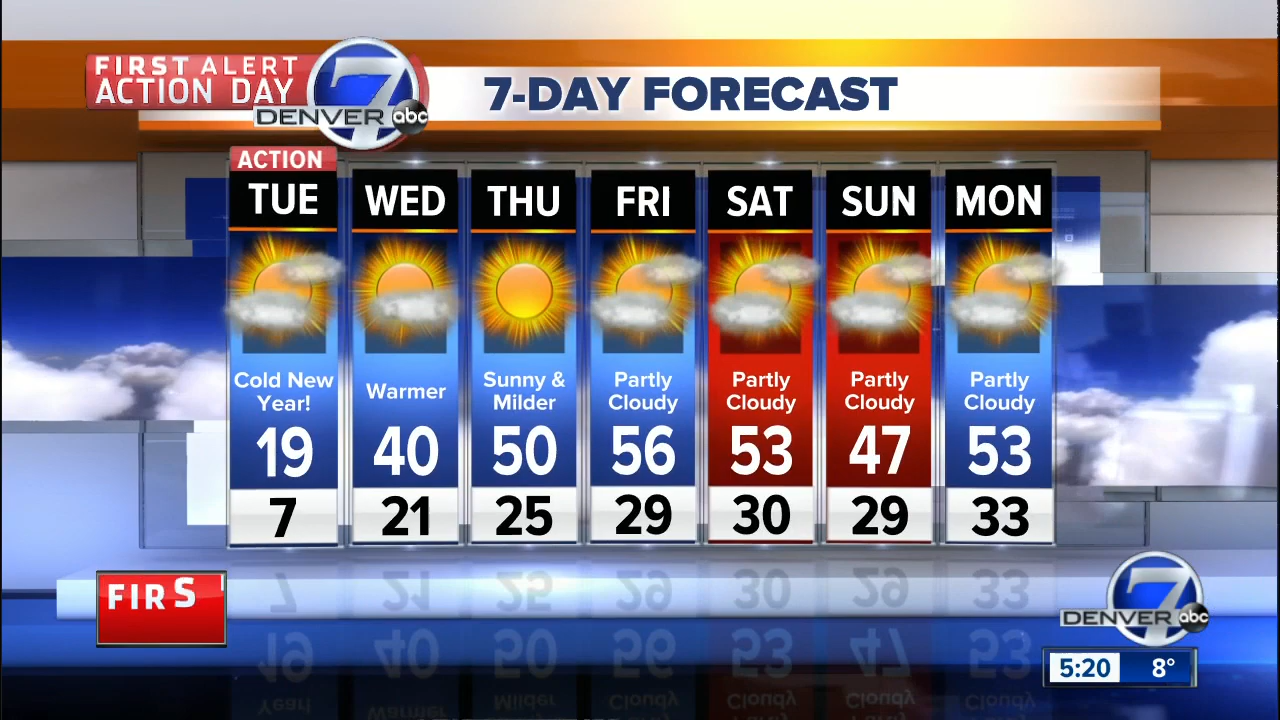 FIRST ALERT
ACTION DAY
7
DENVER abc
7-DAY FORECAST
ACTION
TUE
WED
THU
FRI
SAT
SUN
MON
Cold New
Year!
Warmer
Sunny &
Milder
Partly
Cloudy
Partly
Cloudy
Partly
Cloudy
Partly
Cloudy
19
40
50
56
53
47
53
7
21
25
29
30
29
33
FIRS
7
DENVER abc
5:20 8°